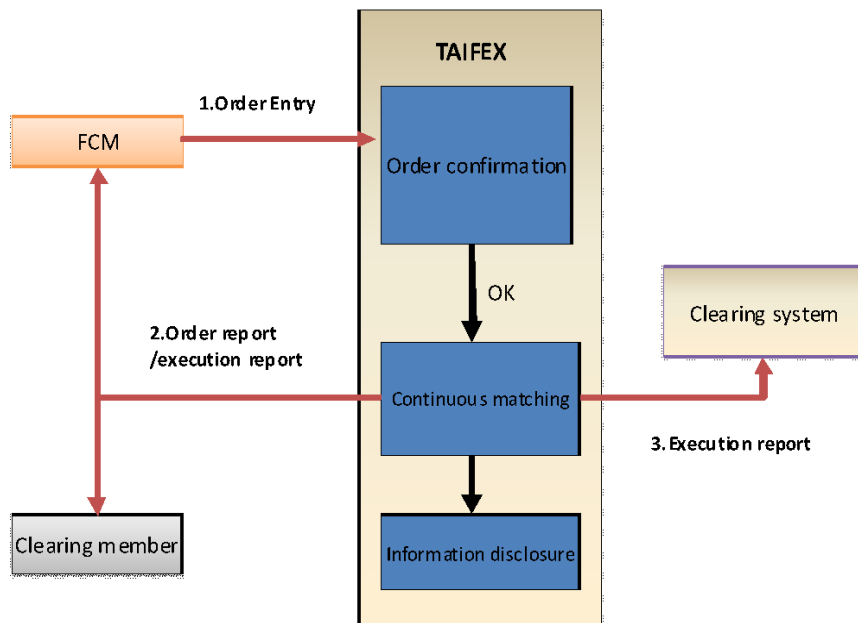 TAIFEX
1.Order Entry
FCM
Order confirmation
OK
Clearing system
2.Order report
/execution report
Continuous matching
3.Execution report
Clearing member
Information disclosure